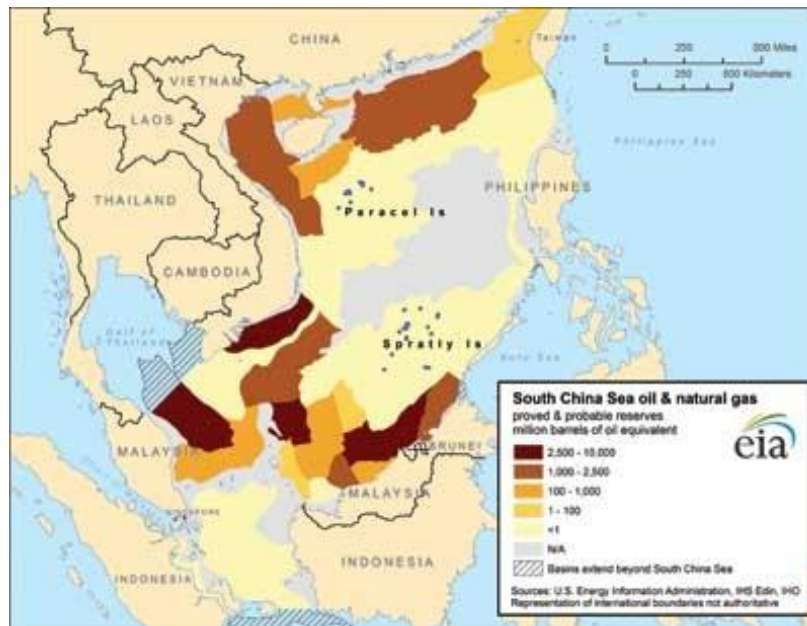 CHINA
Taiwan
0 250 500 Miles
0 250 500 Kilometers
VIETNAM
LAOS
Philippine Sea
THAILAND
PHILIPPINES
Paracel Is
CAMBODIA
Gulf of
Thailand
Spratly Is
Sulu Sea
MALAYSIA
BRUNEI
MALAYSIA
SINGAPORE
INDONESIA
INDONESIA
South China Sea oil & natural gas
proved & probable reserves
million barrels of oil equivalent
eia
2,500 - 10,000
1,000 - 2,500
100 - 1,000
1 - 100
<1
N/A
Basins extend beyond South China Sea
Sources: U.S. Energy Information Administration, IHS Edin, IHO
Representation of international boundaries not authoritative